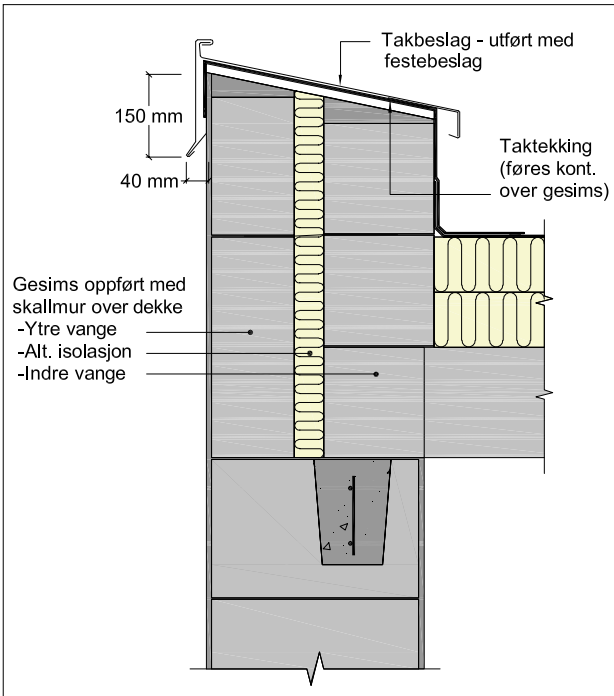 Takbeslag - utført med
festebeslag
150 mm
40 mm
Taktekking
(føres kont.
over gesims)
Gesims oppført med
skallmur over dekke
-Ytre vange
-Alt. isolasjon
-Indre vange